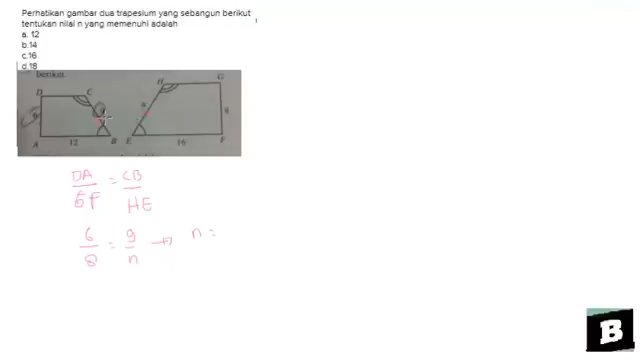 Perhatikan gambar dua trapesium yang sebangun berikut
tentukan nilai n yang memenuhi adalah
a. 12
b.14
c.16
d.18
berikut.
D C H G
6 9 n 8
A 12 B E 16 F
DA = CB
GF HE
6 = 9 → n =
8 n
B